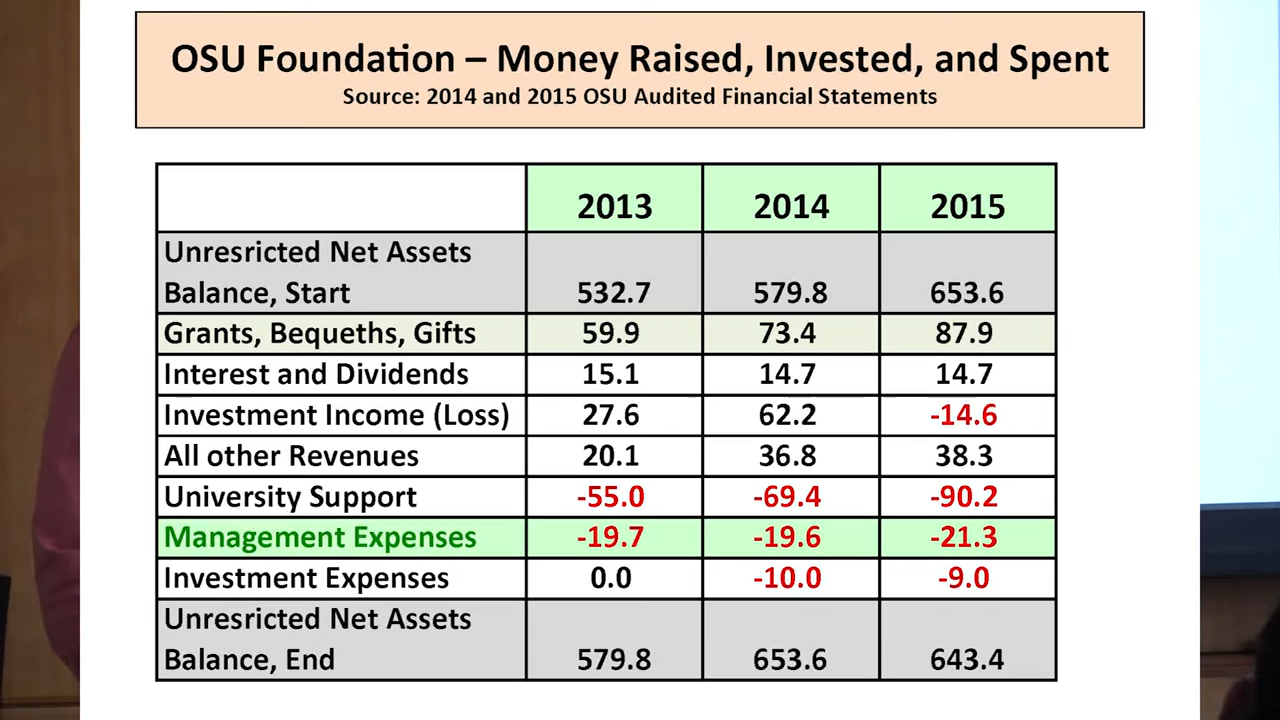 OSU Foundation – Money Raised, Invested, and Spent
Source: 2014 and 2015 OSU Audited Financial Statements
2013 2014 2015
Unresricted Net Assets
Balance, Start 532.7 579.8 653.6
Grants, Bequeths, Gifts 59.9 73.4 87.9
Interest and Dividends 15.1 14.7 14.7
Investment Income (Loss) 27.6 62.2 -14.6
All other Revenues 20.1 36.8 38.3
University Support -55.0 -69.4 -90.2
Management Expenses -19.7 -19.6 -21.3
Investment Expenses 0.0 -10.0 -9.0
Unresricted Net Assets
Balance, End 579.8 653.6 643.4